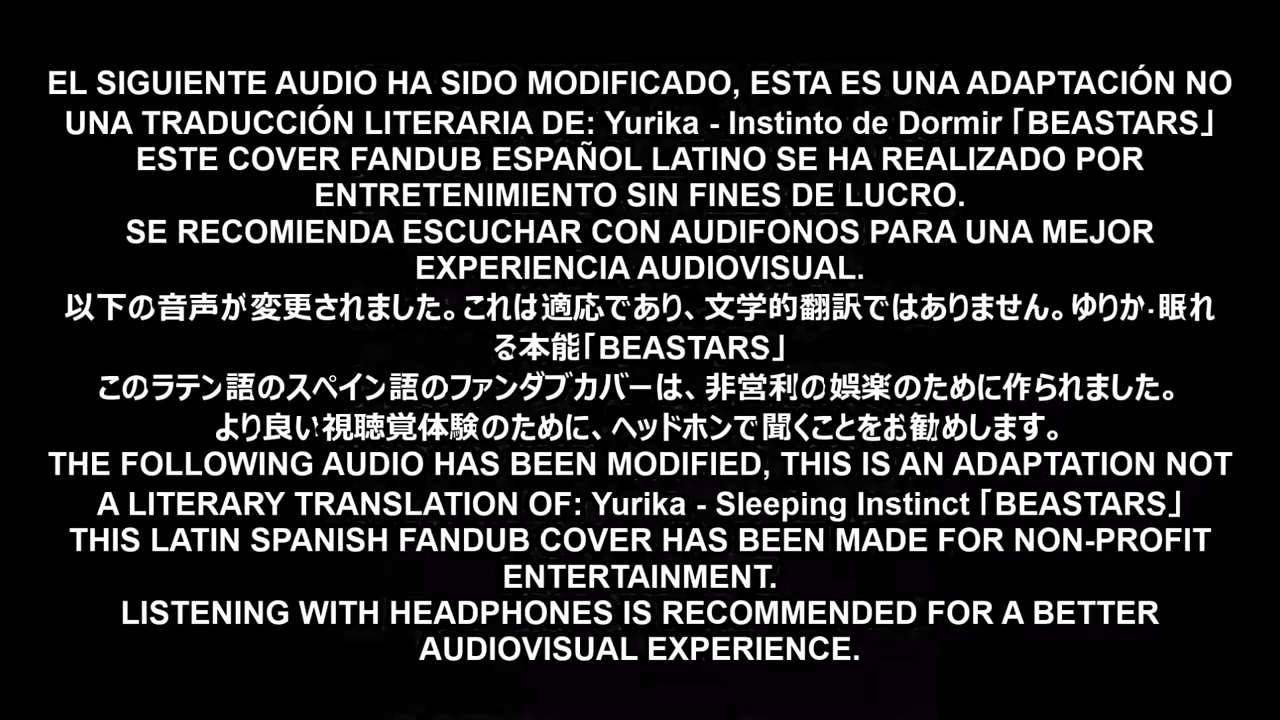 EL SIGUIENTE AUDIO HA SIDO MODIFICADO, ESTA ES UNA ADAPTACIÓN NO
UNA TRADUCCIÓN LITERARIA DE: Yurika - Instinto de Dormir「BEASTARS」
ESTE COVER FANDUB ESPAÑOL LATINO SE HA REALIZADO POR
ENTRETENIMIENTO SIN FINES DE LUCRO.
SE RECOMIENDA ESCUCHAR CON AUDIFONOS PARA UNA MEJOR
EXPERIENCIA AUDIOVISUAL.
以下の音声が変更されました。これは適応であり、文学的翻訳ではありません。ゆりか·眠れ
る本能「BEASTARS」
このラテン語のスペイン語のファンダブカバーは、非営利の娯楽のために作られました。
より良い視聴覚体験のために、ヘッドホンで聞くことをお勧めします。
THE FOLLOWING AUDIO HAS BEEN MODIFIED, THIS IS AN ADAPTATION NOT
A LITERARY TRANSLATION OF: Yurika - Sleeping Instinct「BEASTARS」
THIS LATIN SPANISH FANDUB COVER HAS BEEN MADE FOR NON-PROFIT
ENTERTAINMENT.
LISTENING WITH HEADPHONES IS RECOMMENDED FOR A BETTER
AUDIOVISUAL EXPERIENCE.